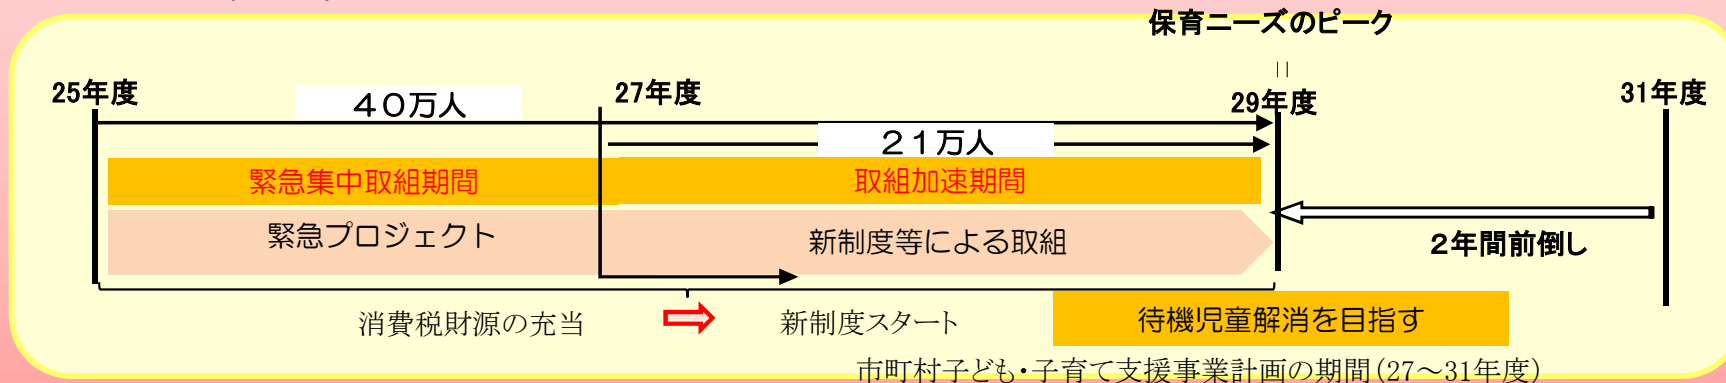 保育ニーズのピーク
||
25年度
40万人
27年度
29年度
31年度
21万人
緊急集中取組期間
取組加速期間
緊急プロジェクト
新制度等による取組
2年間前倒し
消費税財源の充当
新制度スタート
待機児童解消を目指す
市町村子ども・子育て支援事業計画の期間(27～31年度)